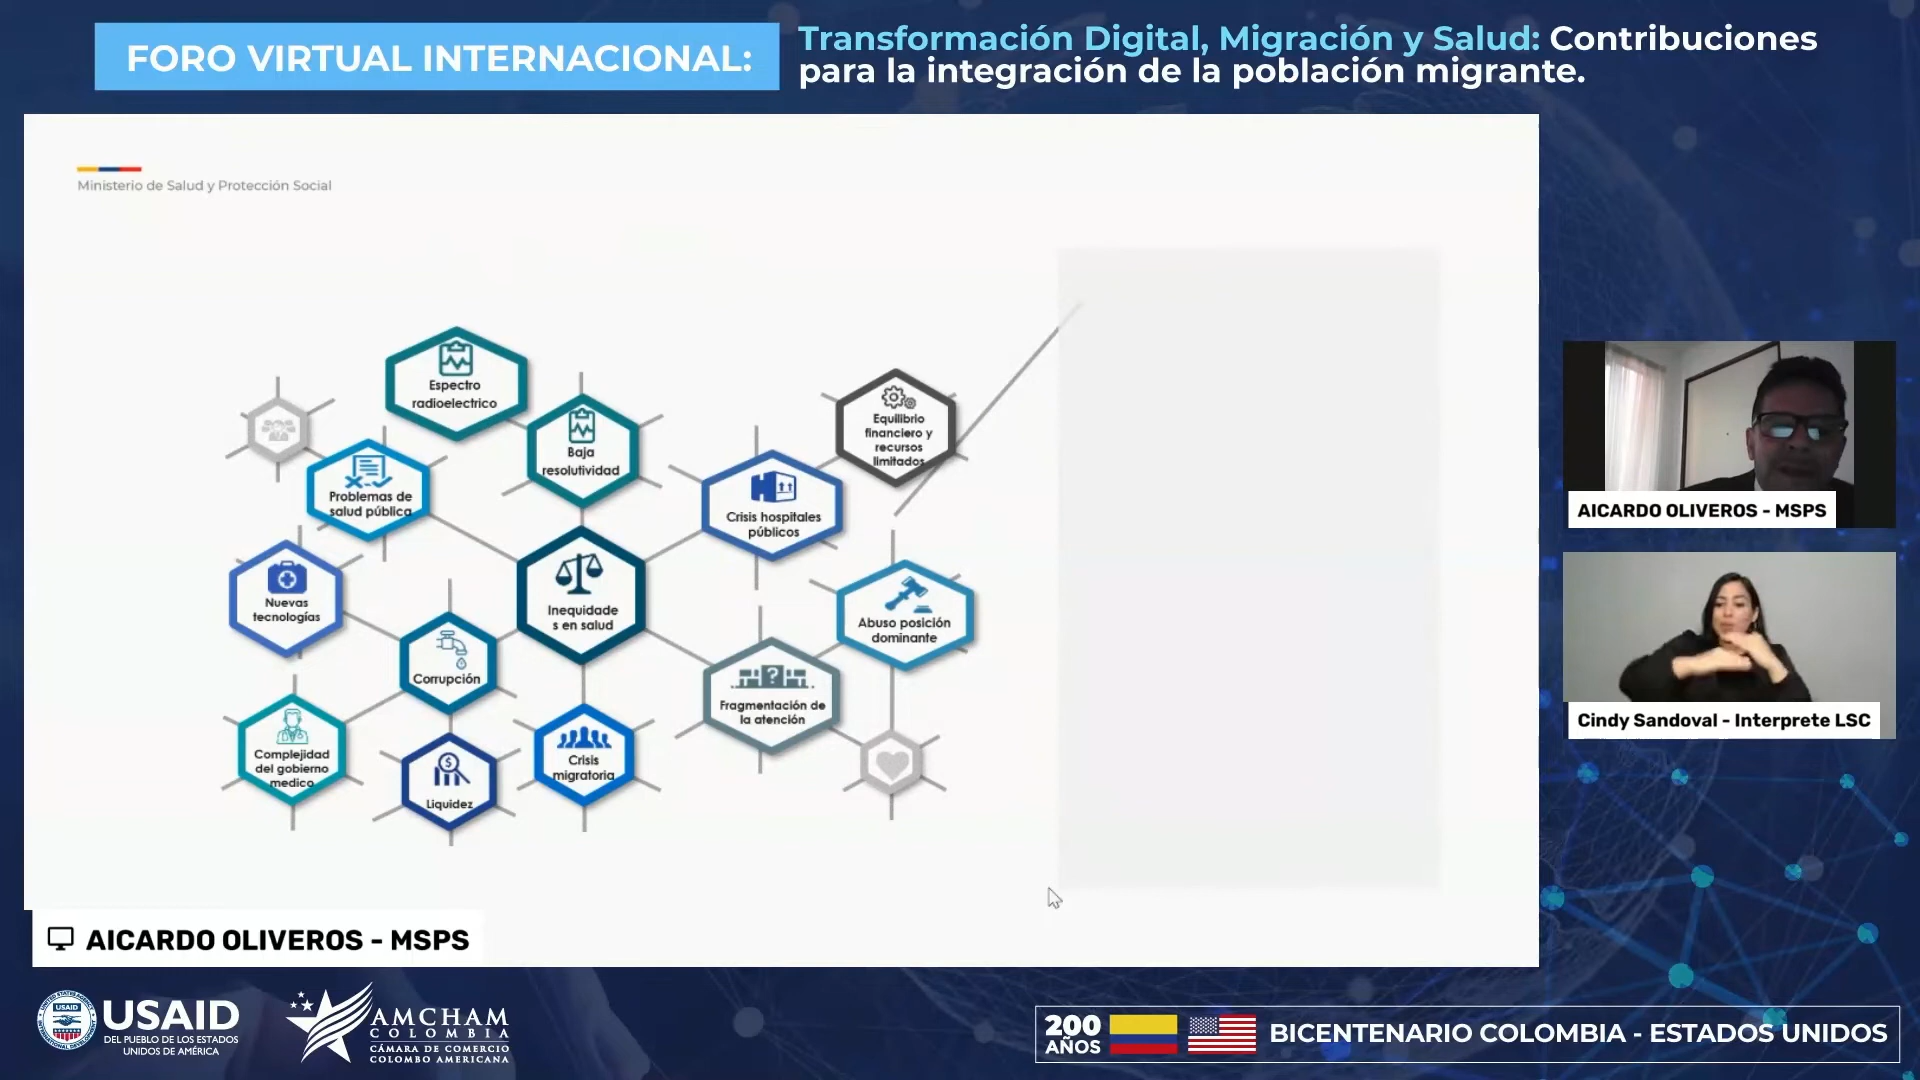 FORO VIRTUAL INTERNACIONAL:
Transformación Digital, Migración y Salud: Contribuciones
para la integración de la población migrante.
Ministerio de Salud y Protección Social
Espectro
radioelectrico
Baja
resolutividad
Equilibrio
financiero y
recursos
limitados
Problemas de
salud pública
Crisis hospitales
públicos
Nuevas
tecnologías
Inequidade
s en salud
Abuso posición
dominante
Corrupción
Fragmentación de
la atención
Complejidad
del gobierno
medico
Liquidez
Crisis
migratoria
AICARDO OLIVEROS - MSPS
Cindy Sandoval - Interprete LSC
AICARDO OLIVEROS - MSPS
USAID
USAID
DEL PUEBLO DE LOS ESTADOS
UNIDOS DE AMÉRICA
AMCHAM
COLOMBIA
CÁMARA DE COMERCIO
COLOMBO AMERICANA
200
AÑOS
BICENTENARIO COLOMBIA - ESTADOS UNIDOS